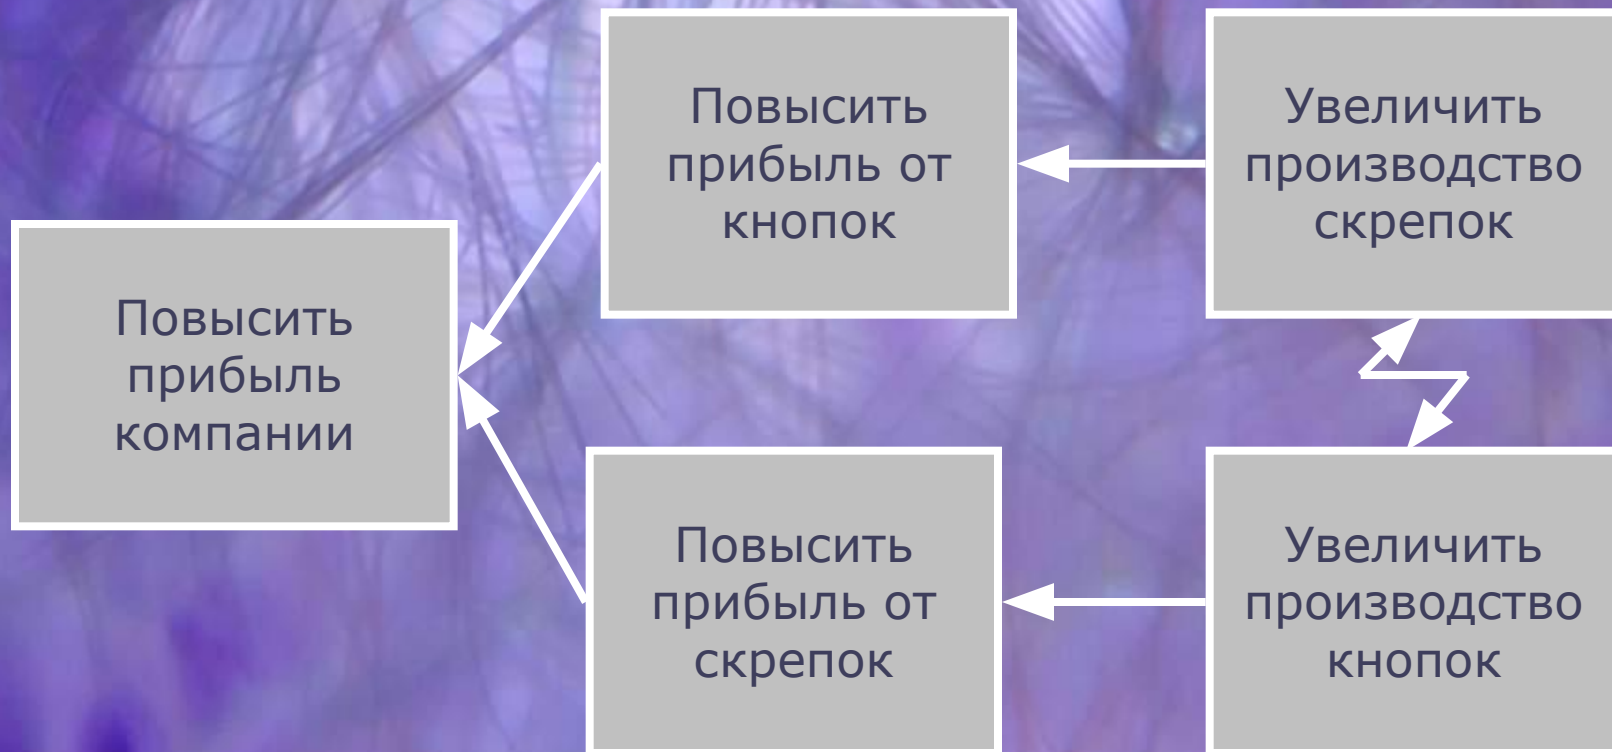 Повысить
прибыль
компании
Повысить
прибыль от
кнопок
Увеличить
производство
скрепок
Повысить
прибыль от
скрепок
Увеличить
производство
кнопок